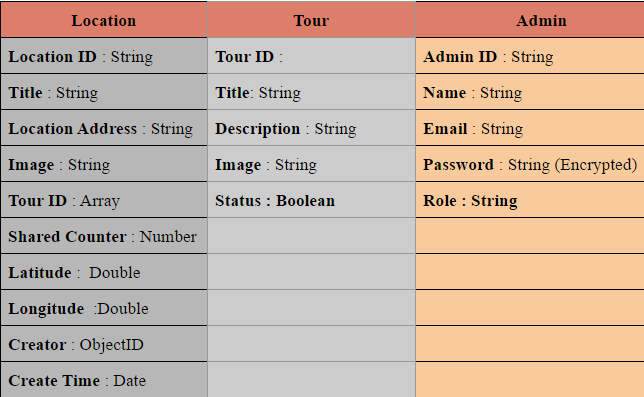 Location Tour Admin
Location ID : String Tour ID : Admin ID : String
Title : String Title: String Name : String
Location Address : String Description : String Email : String
Image : String Image : String Password : String (Encrypted)
Tour ID : Array Status : Boolean Role : String
Shared Counter : Number
Latitude : Double
Longitude :Double
Creator : ObjectID
Create Time : Date